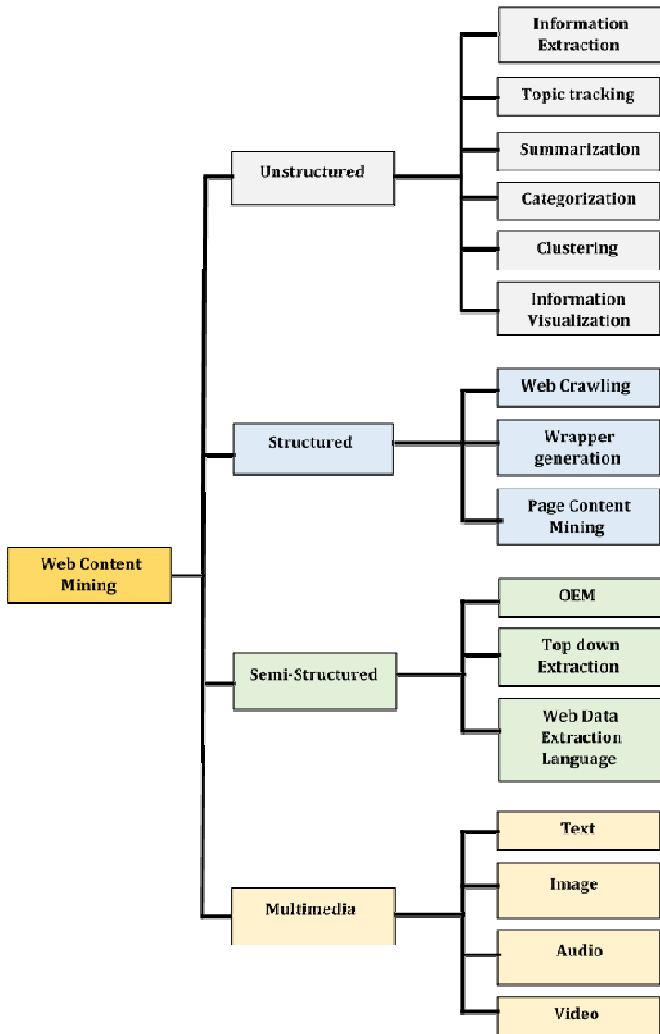 Information
Extraction
Topic tracking
Summarization
Unstructured
Categorization
Clustering
Information
Visualization
Web Crawling
Structured
Wrapper
generation
Page Content
Mining
Web Content
Mining
OEM
Top down
Extraction
Semi-Structured
Web Data
Extraction
Language
Text
Image
Multimedia
Audio
Video